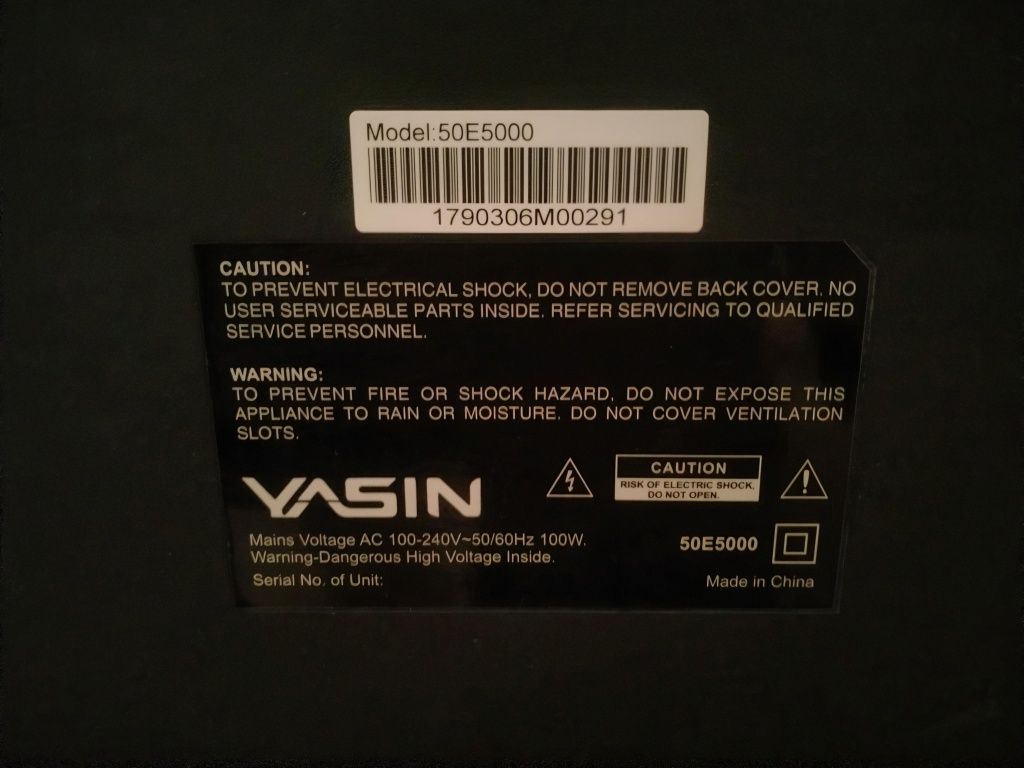 Model:50E5000
1790306M00291
CAUTION:
TO PREVENT ELECTRICAL SHOCK, DO NOT REMOVE BACK COVER. NO
USER SERVICEABLE PARTS INSIDE. REFER SERVICING TO QUALIFIED
SERVICE PERSONNEL.
WARNING:
TO PREVENT FIRE OR SHOCK HAZARD, DO NOT EXPOSE THIS
APPLIANCE TO RAIN OR MOISTURE. DO NOT COVER VENTILATION
SLOTS.
CAUTION
RISK OF ELECTRIC SHOCK,
DO NOT OPEN.
YASIN
Mains Voltage AC 100-240V~50/60Hz 100W.
Warning-Dangerous High Voltage Inside.
50E5000
Serial No. of Unit:
Made in China